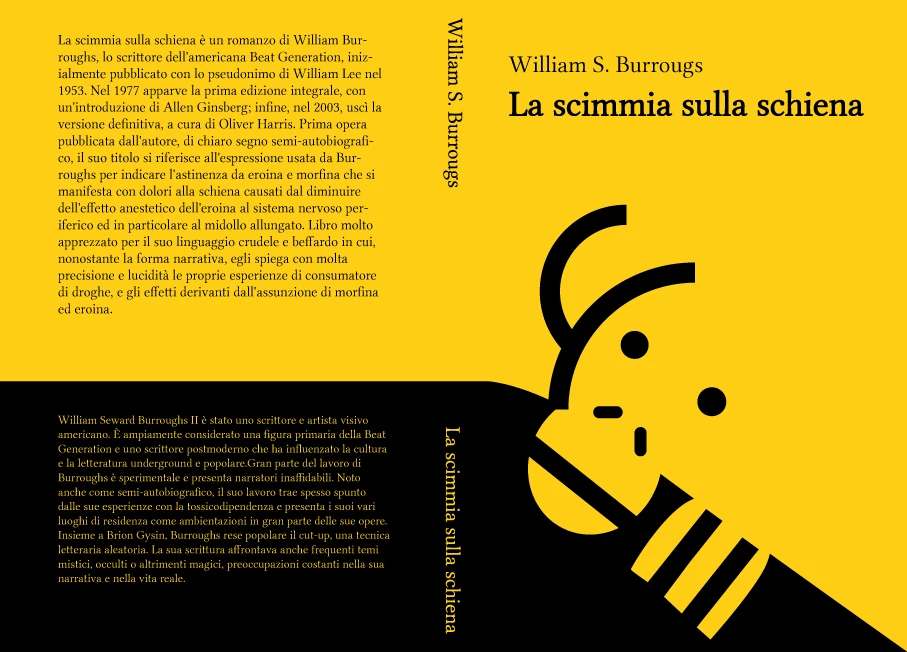 La scimmia sulla schiena è un romanzo di William Bur-
roughs, lo scrittore dell'americana Beat Generation, iniz-
ialmente pubblicato con lo pseudonimo di William Lee nel
1953. Nel 1977 apparve la prima edizione integrale, con
un'introduzione di Allen Ginsberg; infine, nel 2003, uscì la
versione definitiva, a cura di Oliver Harris. Prima opera
pubblicata dall'autore, di chiaro segno semi-autobiografi-
co, il suo titolo si riferisce all'espressione usata da Bur-
roughs per indicare l'astinenza da eroina e morfina che si
manifesta con dolori alla schiena causati dal diminuire
dell'effetto anestetico dell'eroina al sistema nervoso per-
iferico ed in particolare al midollo allungato. Libro molto
apprezzato per il suo linguaggio crudele e beffardo in cui,
nonostante la forma narrativa, egli spiega con molta
precisione e lucidità le proprie esperienze di consumatore
di droghe, e gli effetti derivanti dall'assunzione di morfina
ed eroina.
William Seward Burroughs II è stato uno scrittore e artista visivo
americano. È ampiamente considerato una figura primaria della Beat
Generation e uno scrittore postmoderno che ha influenzato la cultura
e la letteratura underground e popolare.Gran parte del lavoro di
Burroughs è sperimentale e presenta narratori inaffidabili. Noto
anche come semi-autobiografico, il suo lavoro trae spesso spunto
dalle sue esperienze con la tossicodipendenza e presenta i suoi vari
luoghi di residenza come ambientazioni in gran parte delle sue opere.
Insieme a Brion Gysin, Burroughs rese popolare il cut-up, una tecnica
letteraria aleatoria. La sua scrittura affrontava anche frequenti temi
mistici, occulti o altrimenti magici, preoccupazioni costanti nella sua
narrativa e nella vita reale.
William S. Burrougs
La scimmia sulla schiena
William S. Burrougs
La scimmia sulla schiena